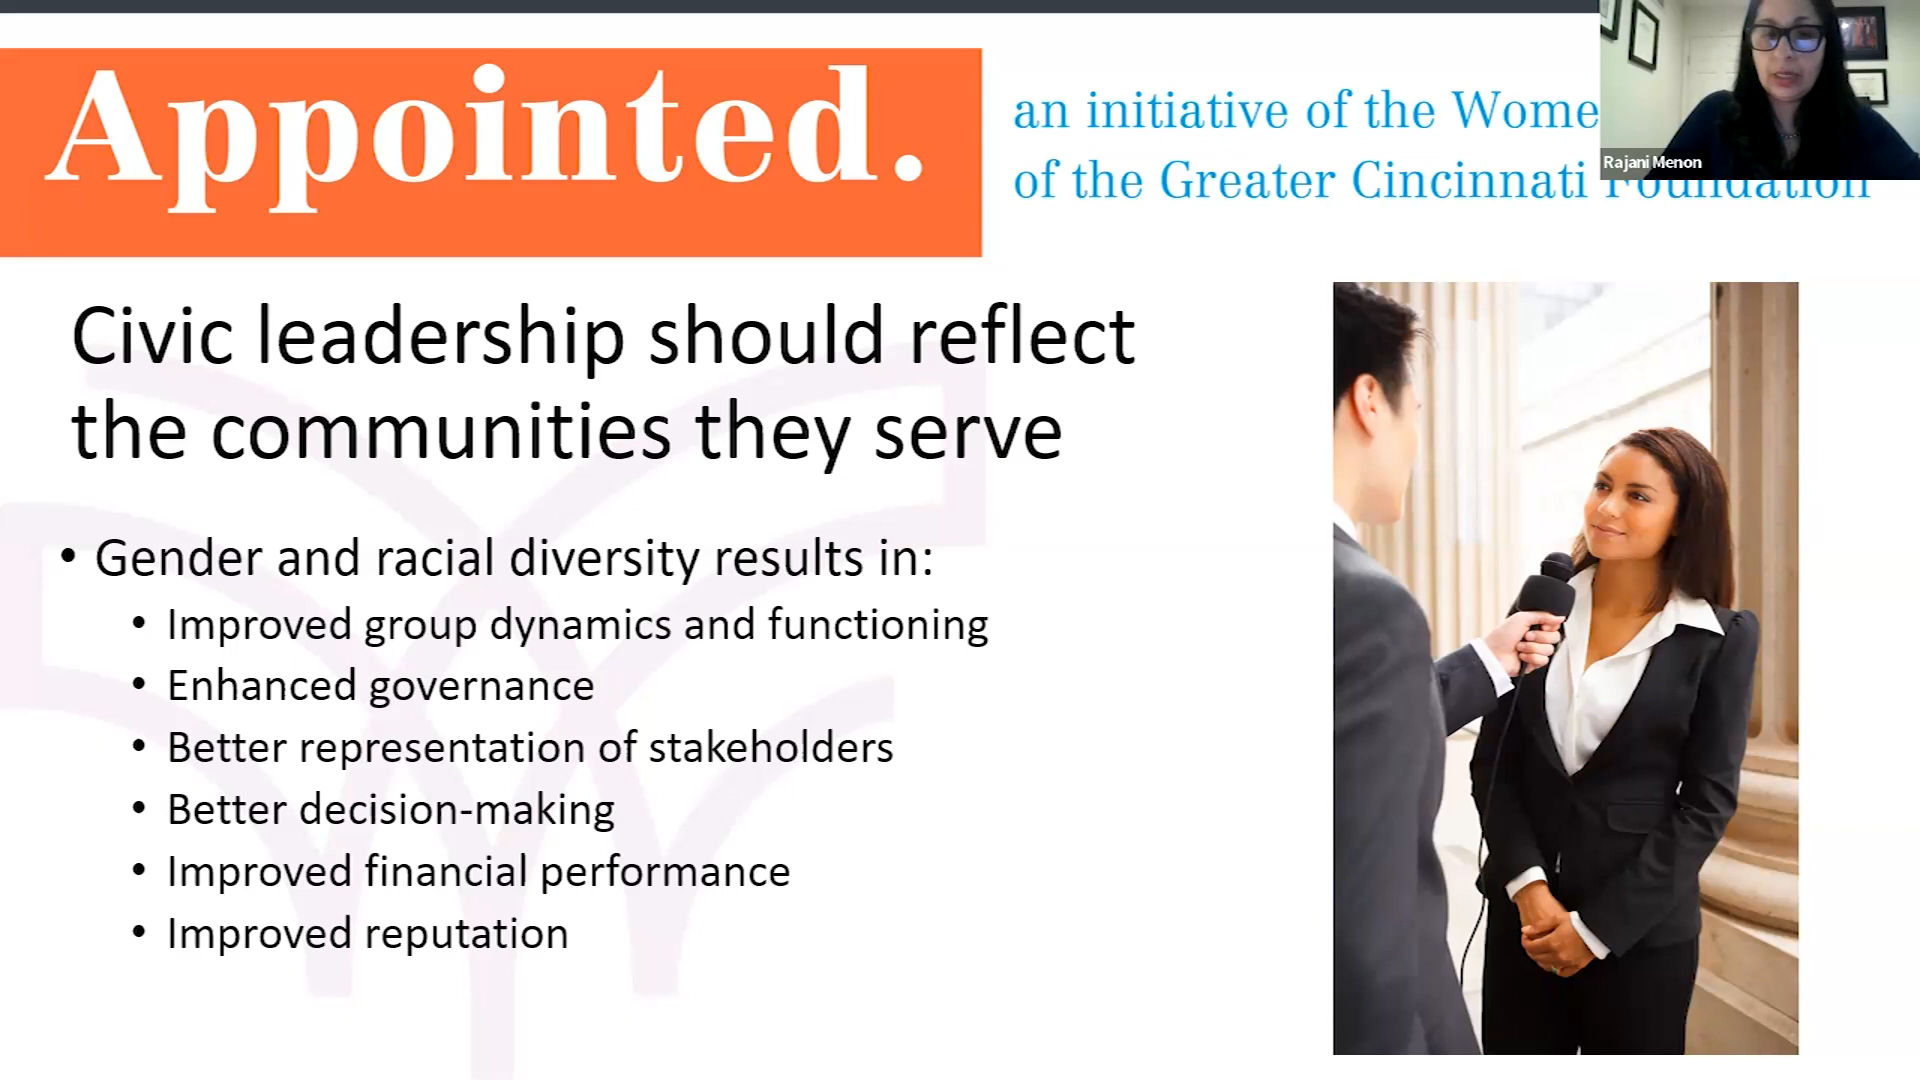 Appointed.
an initiative of the Wome
of the Greater Cincinnati Foundation
Rajani Menon
Civic leadership should reflect
the communities they serve
• Gender and racial diversity results in:
• Improved group dynamics and functioning
• Enhanced governance
• Better representation of stakeholders
• Better decision-making
• Improved financial performance
• Improved reputation